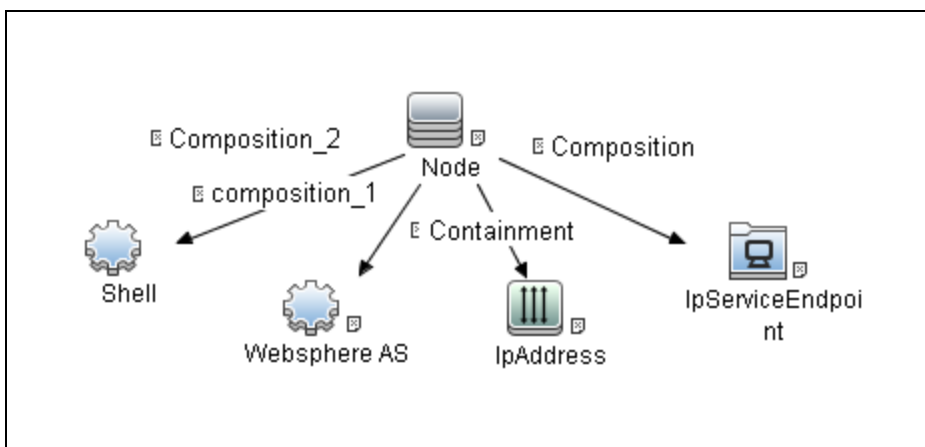 Composition_2
Composition
Node
composition_1
Containment
Shell
IpServiceEndpoi
nt
Websphere AS
IpAddress